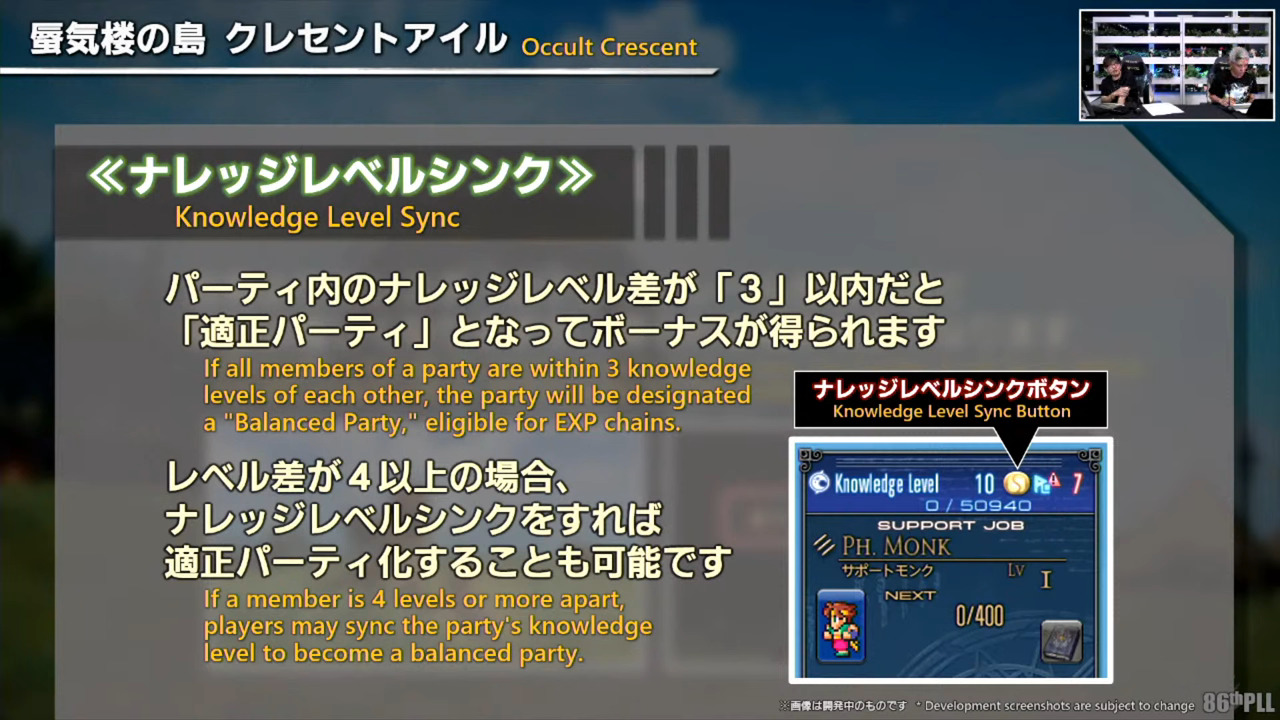 蜃気楼の島 クレセントアイル Occult Crescent
≪ナレッジレベルシンク≫
Knowledge Level Sync
パーティ内のナレッジレベル差が「３」以内だと
「適正パーティ」となってボーナスが得られます
If all members of a party are within 3 knowledge
levels of each other, the party will be designated
a "Balanced Party," eligible for EXP chains.
レベル差が４以上の場合、
ナレッジレベルシンクをすれば
適正パーティ化することも可能です
If a member is 4 levels or more apart,
players may sync the party's knowledge
level to become a balanced party.
ナレッジレベルシンクボタン
Knowledge Level Sync Button
Knowledge Level 10 S 7
0 / 50940
SUPPORT JOB
PH. MONK
サポートモンク LV I
NEXT
0/400
※画像は開発中のものです * Development screenshots are subject to change 86thPLL